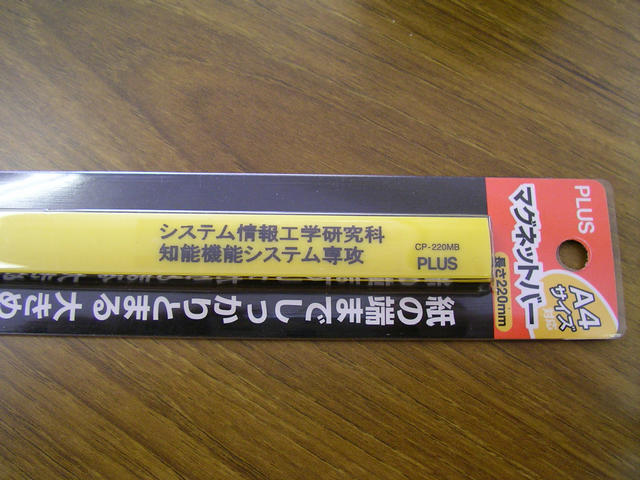 システム情報工学研究科
知能機能システム専攻
CP-220MB
PLUS
PLUS
マグネットバー
長さ220mm
A4
サイズ
対応
紙の端までしっかりとまる 大きめ